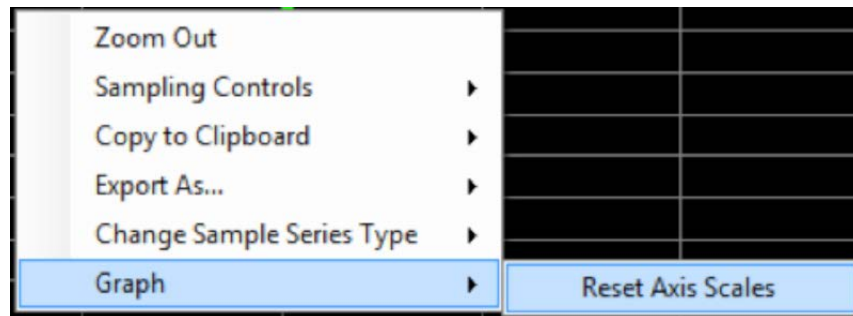 Zoom Out
Sampling Controls
Copy to Clipboard
Export As...
Change Sample Series Type
Graph
Reset Axis Scales